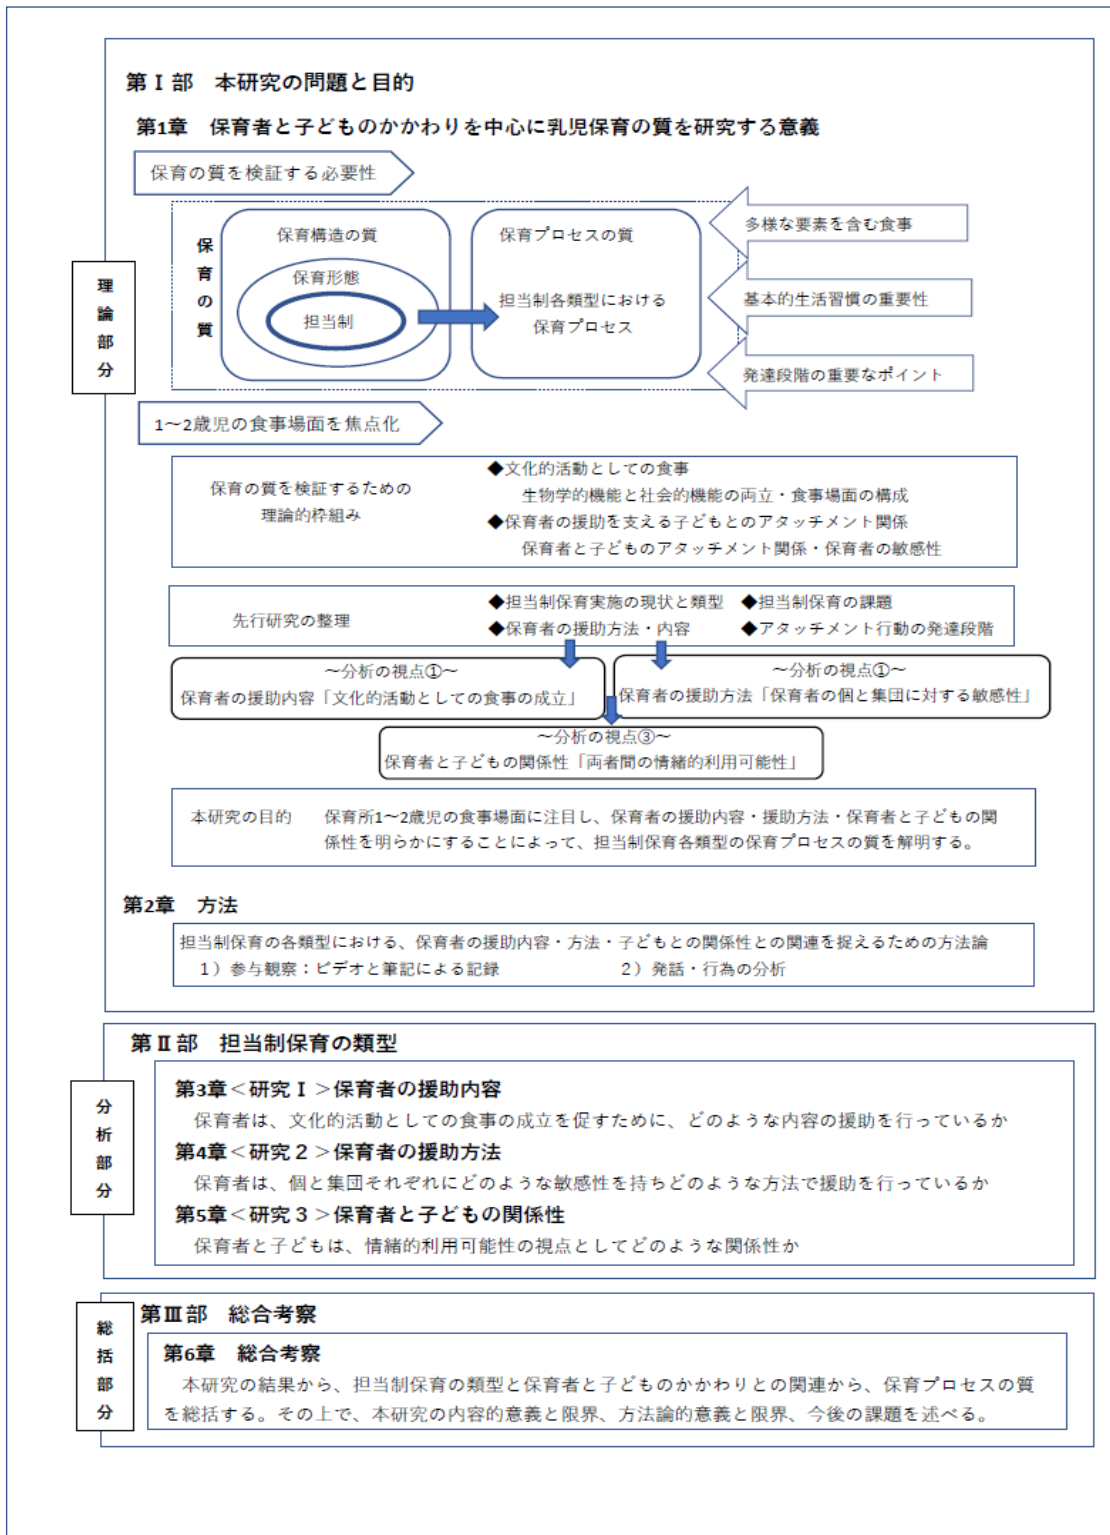 第Ⅰ部　本研究の問題と目的
第1章　保育者と子どものかかわりを中心に乳児保育の質を研究する意義
保育の質を検証する必要性
理論部分
保育の質
保育構造の質
保育形態
担当制
保育プロセスの質
担当制各類型における
保育プロセス
多様な要素を含む食事
基本的生活習慣の重要性
発達段階の重要なポイント
1～2歳児の食事場面を焦点化
保育の質を検証するための
理論的枠組み
◆文化的活動としての食事
生物学的機能と社会的機能の両立・食事場面の構成
◆保育者の援助を支える子どもとのアタッチメント関係
保育者と子どものアタッチメント関係・保育者の敏感性
先行研究の整理
◆担当制保育実施の現状と類型　◆担当制保育の課題
◆保育者の援助方法・内容　◆アタッチメント行動の発達段階
～分析の視点①～
保育者の援助内容「文化的活動としての食事の成立」
～分析の視点①～
保育者の援助方法「保育者の個と集団に対する敏感性」
～分析の視点③～
保育者と子どもの関係性「両者間の情緒的利用可能性」
本研究の目的　保育所1～2歳児の食事場面に注目し、保育者の援助内容・援助方法・保育者と子どもの関
係性を明らかにすることによって、担当制保育各類型の保育プロセスの質を解明する。
第2章　方法
担当制保育の各類型における、保育者の援助内容・方法・子どもとの関係性との関連を捉えるための方法論
1）参与観察：ビデオと筆記による記録　2）発話・行為の分析
第Ⅱ部　担当制保育の類型
分析部分
第3章＜研究Ⅰ＞保育者の援助内容
保育者は、文化的活動としての食事の成立を促すために、どのような内容の援助を行っているか
第4章＜研究２＞保育者の援助方法
保育者は、個と集団それぞれにどのような敏感性を持ちどのような方法で援助を行っているか
第5章＜研究３＞保育者と子どもの関係性
保育者と子どもは、情緒的利用可能性の視点としてどのような関係性か
総括部分
第Ⅲ部　総合考察
第6章　総合考察
本研究の結果から、担当制保育の類型と保育者と子どものかかわりとの関連から、保育プロセスの質
を総括する。その上で、本研究の内容的意義と限界、方法論的意義と限界、今後の課題を述べる。